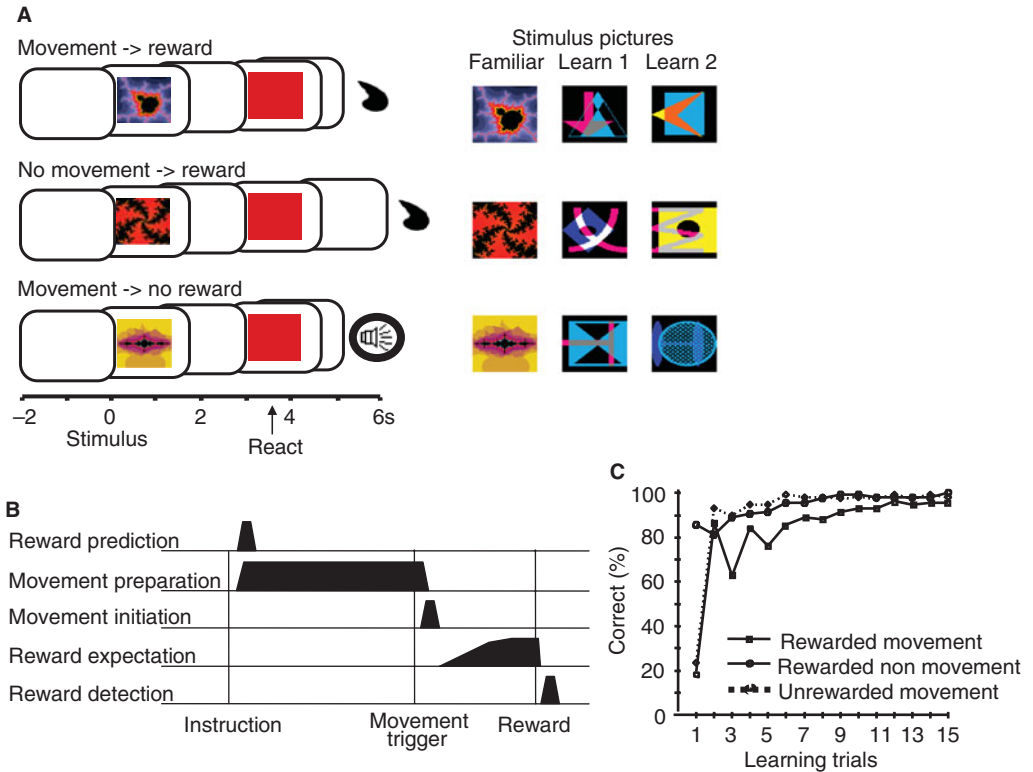 A
Movement -> reward
No movement -> reward
Movement -> no reward
–2 0 2 4 6s
Stimulus
React
Stimulus pictures
Familiar Learn 1 Learn 2
B
Reward prediction
Movement preparation
Movement initiation
Reward expectation
Reward detection
Instruction
Movement
trigger
Reward
C
Correct (%)
100
80
60
40
20
0
Rewarded movement
Rewarded non movement
Unrewarded movement
1 3 5 7 9 11 13 15
Learning trials